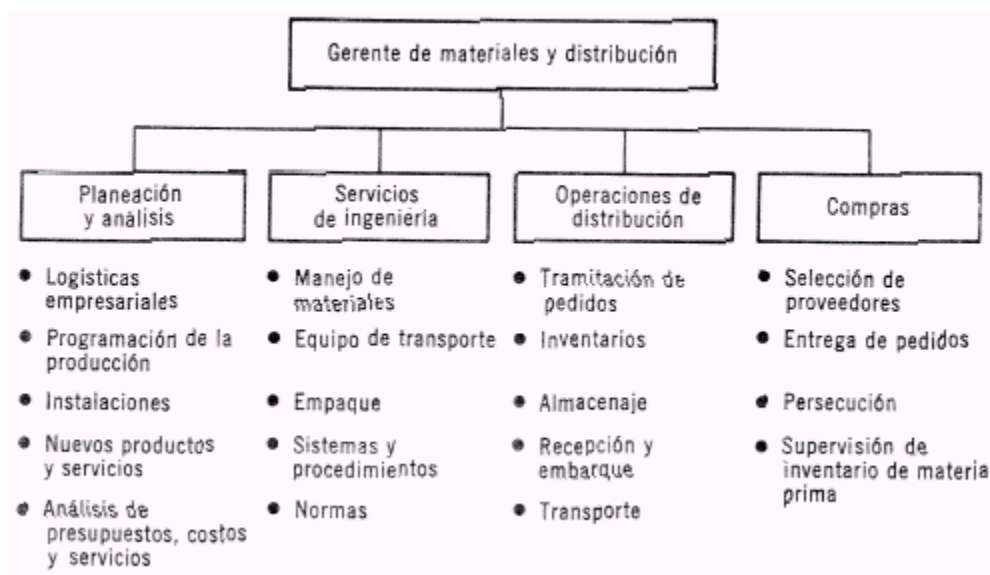 Gerente de materiales y distribución
Planeación
y análisis
Servicios
de ingeniería
Operaciones de
distribución
Compras
● Logísticas
empresariales
● Programación de la
producción
● Instalaciones
● Nuevos productos
y servicios
● Análisis de
presupuestos, costos
y servicios
● Manejo de
materiales
● Equipo de transporte
● Empaque
● Sistemas y
procedimientos
● Normas
● Tramitación de
pedidos
● Inventarios
● Almacenaje
● Recepción y
embarque
● Transporte
● Selección de
proveedores
● Entrega de pedidos
● Persecución
● Supervisión de
inventario de materia
prima